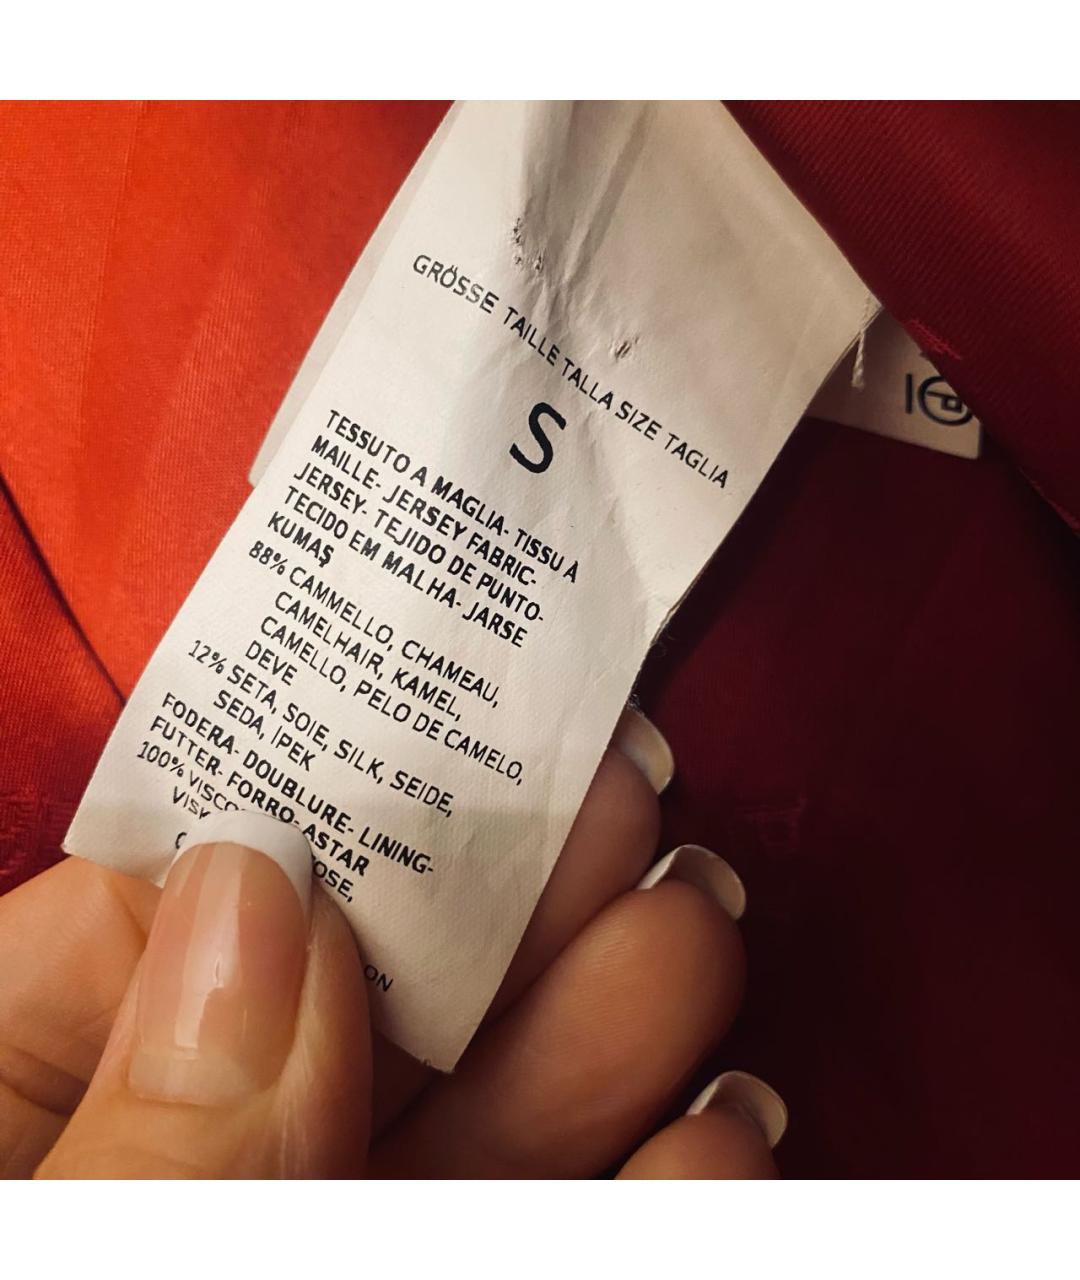 GRÖSSE TAILLE TALLA SIZE TAGLIA
S
TESSUTO A MAGLIA- TISSU A
MAILLE- JERSEY FABRIC-
JERSEY- TEJIDO DE PUNTO-
TECIDO EM MALHA- JARSE
KUMAŞ
88% CAMMELLO, CHAMEAU,
CAMELHAIR, KAMEL,
CAMELLO, PELO DE CAMELO,
DEVE
12% SETA, SOIE, SILK, SEIDE,
SEDA, İPEK
FODERA- DOUBLURE- LINING-
FUTTER- FORRO- ASTAR
100%